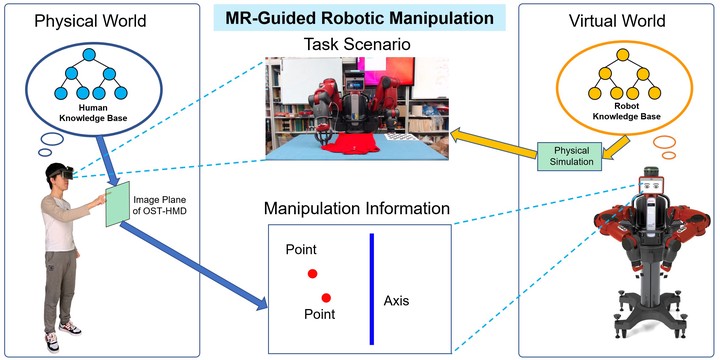 Physical World
MR-Guided Robotic Manipulation
Virtual World
Task Scenario
Human
Knowledge Base
Robot
Knowledge Base
Physical
Simulation
Image Plane
of OST-HMD
Manipulation Information
Point
Point
Axis